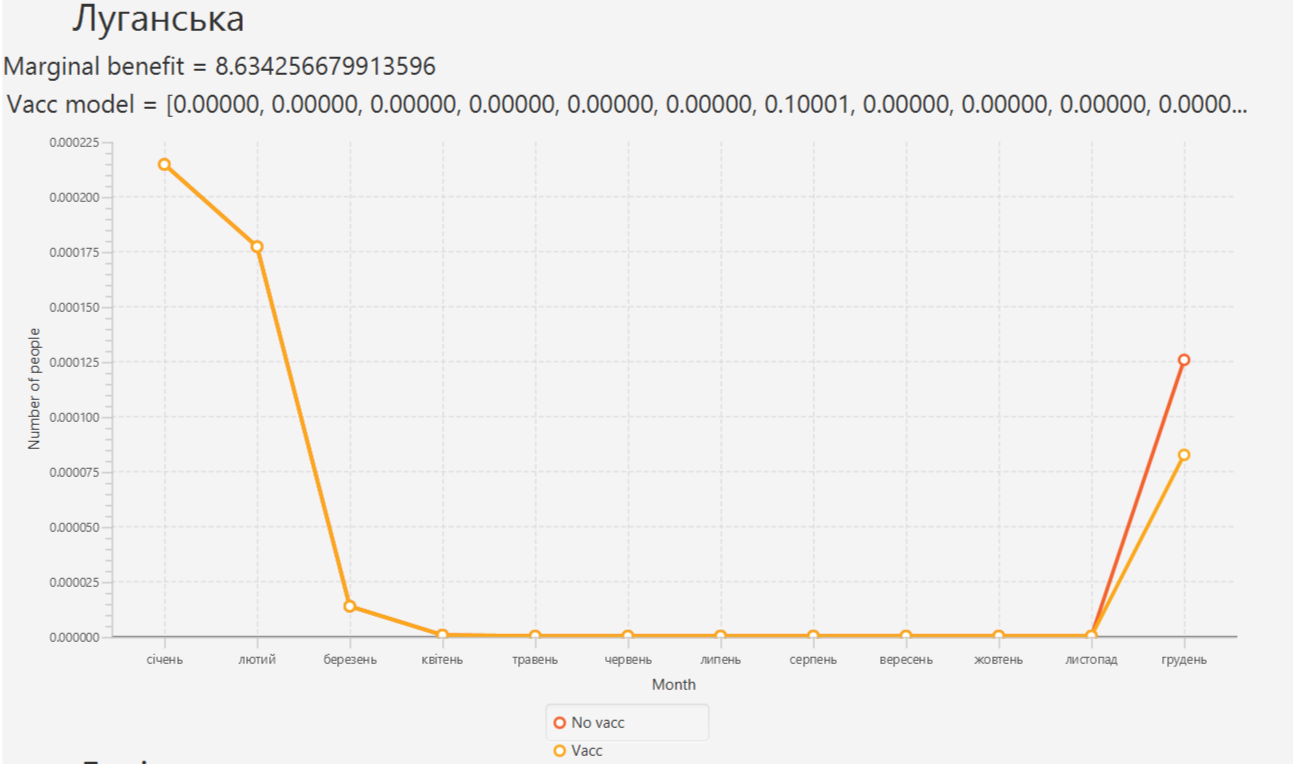 Луганська
Marginal benefit = 8.634256679913596
Vacc model = [0.00000, 0.00000, 0.00000, 0.00000, 0.00000, 0.00000, 0.10001, 0.00000, 0.00000, 0.00000, 0.0000...
0.000225
0.000200
0.000175
0.000150
0.000125
0.000100
0.000075
0.000050
0.000025
0.000000
Number of people
січень лютий березень квітень травень червень липень серпень вересень жовтень листопад грудень
Month
No vacc
Vacc